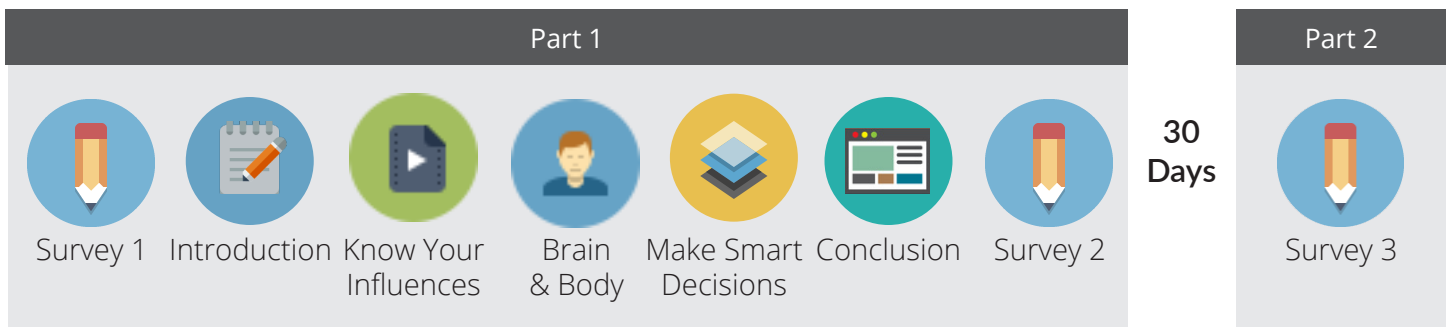 Part 1
Survey 1
Introduction
Know Your
Influences
Brain
& Body
Make Smart
Decisions
Conclusion
Survey 2
30
Days
Part 2
Survey 3